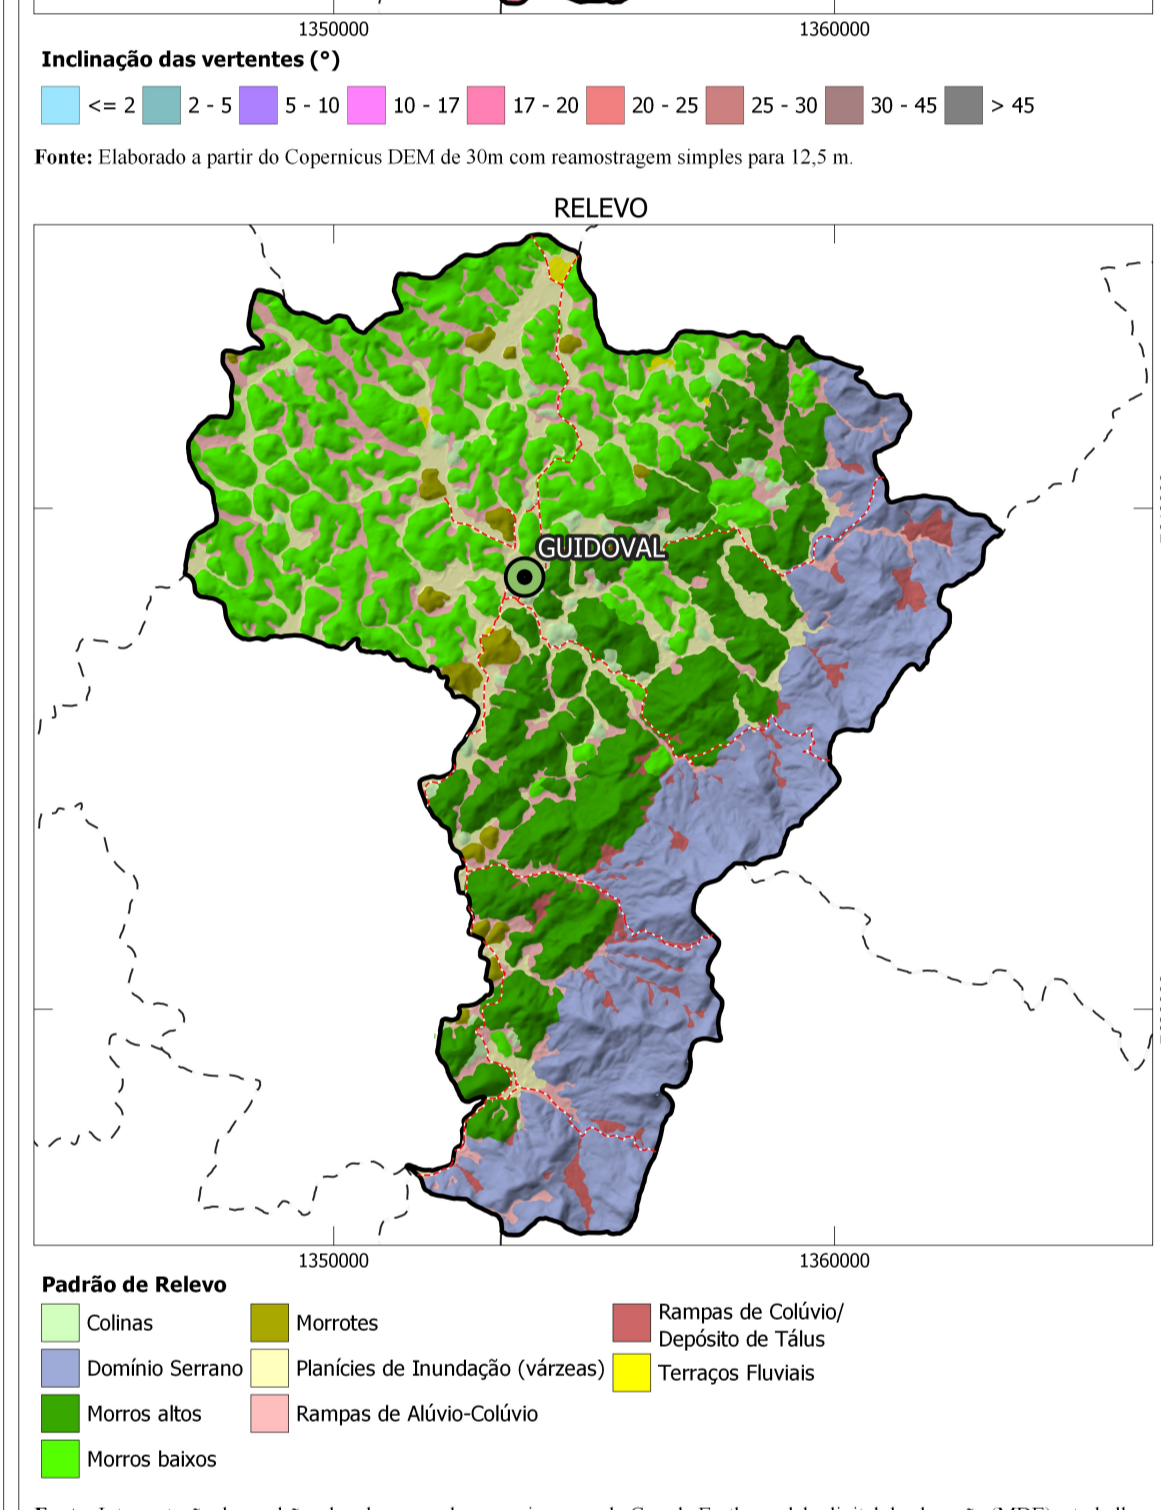 1350000 1360000
Inclinação das vertentes (°)
<= 2 2 - 5 5 - 10 10 - 17 17 - 20 20 - 25 25 - 30 30 - 45 > 45
Fonte: Elaborado a partir do Copernicus DEM de 30m com reamostragem simples para 12,5 m.
RELEVO
GUIDOVAL
1350000 1360000
Padrão de Relevo
Colinas
Domínio Serrano
Morros altos
Morros baixos
Morrotes
Planícies de Inundação (várzeas)
Rampas de Alúvio-Colúvio
Rampas de Colúvio/
Depósito de Tálus
Terraços Fluviais